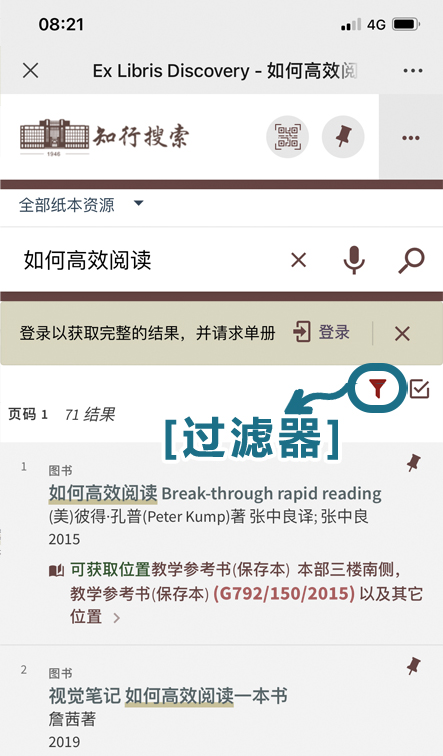 08:21 4G
Ex Libris Discovery - 如何高效阅
知行搜索
1946
全部纸本资源
如何高效阅读
登录以获取完整的结果，并请求单册 登录
页码 1 71 结果
[过滤器]
1 图书
如何高效阅读 Break-through rapid reading
(美)彼得·孔普(Peter Kump)著 张中良译; 张中良
2015
可获取位置教学参考书(保存本) 本部三楼南侧，
教学参考书(保存本) (G792/150/2015) 以及其它
位置
2 图书
视觉笔记 如何高效阅读一本书
詹茜著
2019